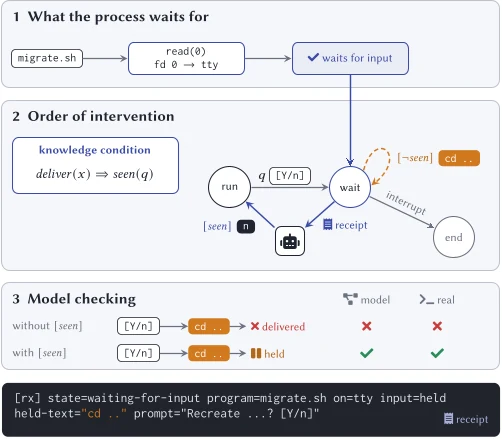 1 What the process waits for
migrate.sh
read(0)
fd 0 → tty
waits for input
2 Order of intervention
knowledge condition
deliver(x) ⇒ seen(q)
run
q [Y/n]
wait
[¬seen] cd ..
interrupt
[seen] n
receipt
end
3 Model checking
model
real
without [seen] [Y/n] cd .. delivered
with [seen] [Y/n] cd .. held
[rx] state=waiting-for-input program=migrate.sh on=tty input=held
held-text="cd .." prompt="Recreate ...? [Y/n]"
receipt